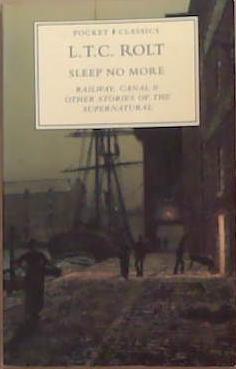 POCKET CLASSICS
L.T.C. ROLT
SLEEP NO MORE
RAILWAY, CANAL &
OTHER STORIES OF THE
SUPERNATURAL